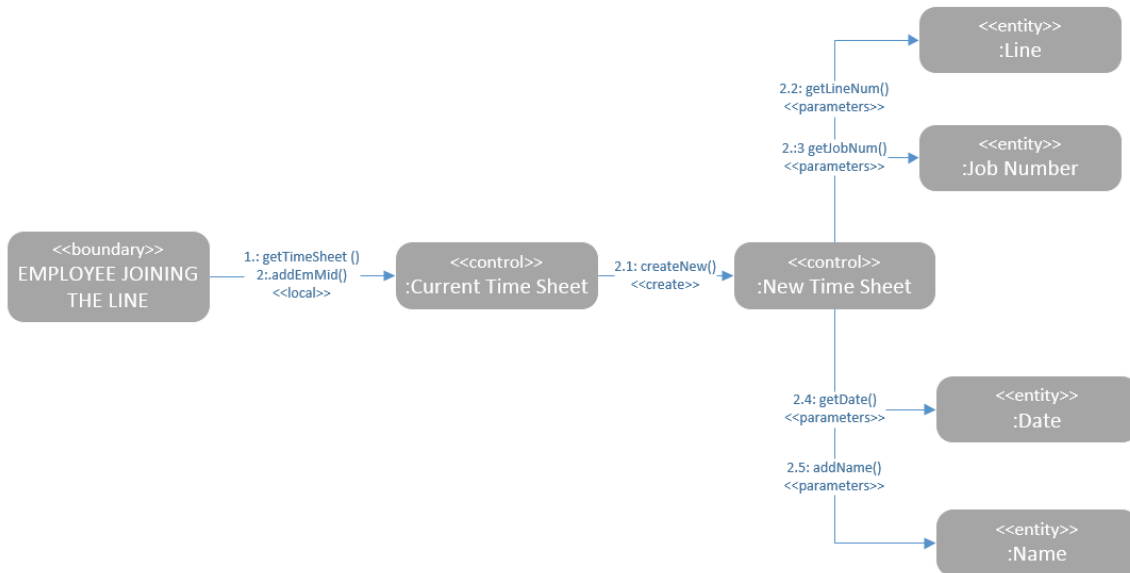 <<entity>>
:Line
2.2: getLineNum()
<<parameters>>
<<entity>>
:Job Number
2.:3 getJobNum()
<<parameters>>
<<boundary>>
EMPLOYEE JOINING
THE LINE
1.: getTimeSheet ()
2:.addEmMid()
<<local>>
<<control>>
:Current Time Sheet
2.1: createNew()
<<create>>
<<control>>
:New Time Sheet
2.4: getDate()
<<parameters>>
<<entity>>
:Date
2.5: addName()
<<parameters>>
<<entity>>
:Name